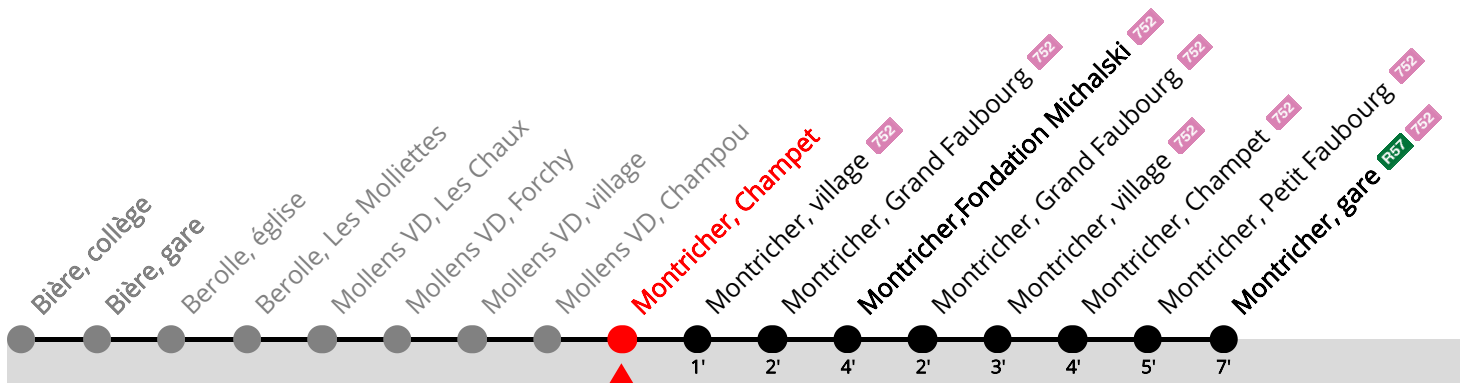 Bière, collège
Bière, gare
Berolle, église
Berolle, Les Molliettes
Mollens VD, Les Chaux
Mollens VD, Forchy
Mollens VD, village
Mollens VD, Champou
Montricher, Champet
Montricher, village 752
Montricher, Grand Faubourg 752
Montricher,Fondation Michalski 752
Montricher, Grand Faubourg 752
Montricher, village 752
Montricher, Champet 752
Montricher, Petit Faubourg 752
Montricher, gare R57 752
1' 2' 4' 2' 3' 4' 5' 7'